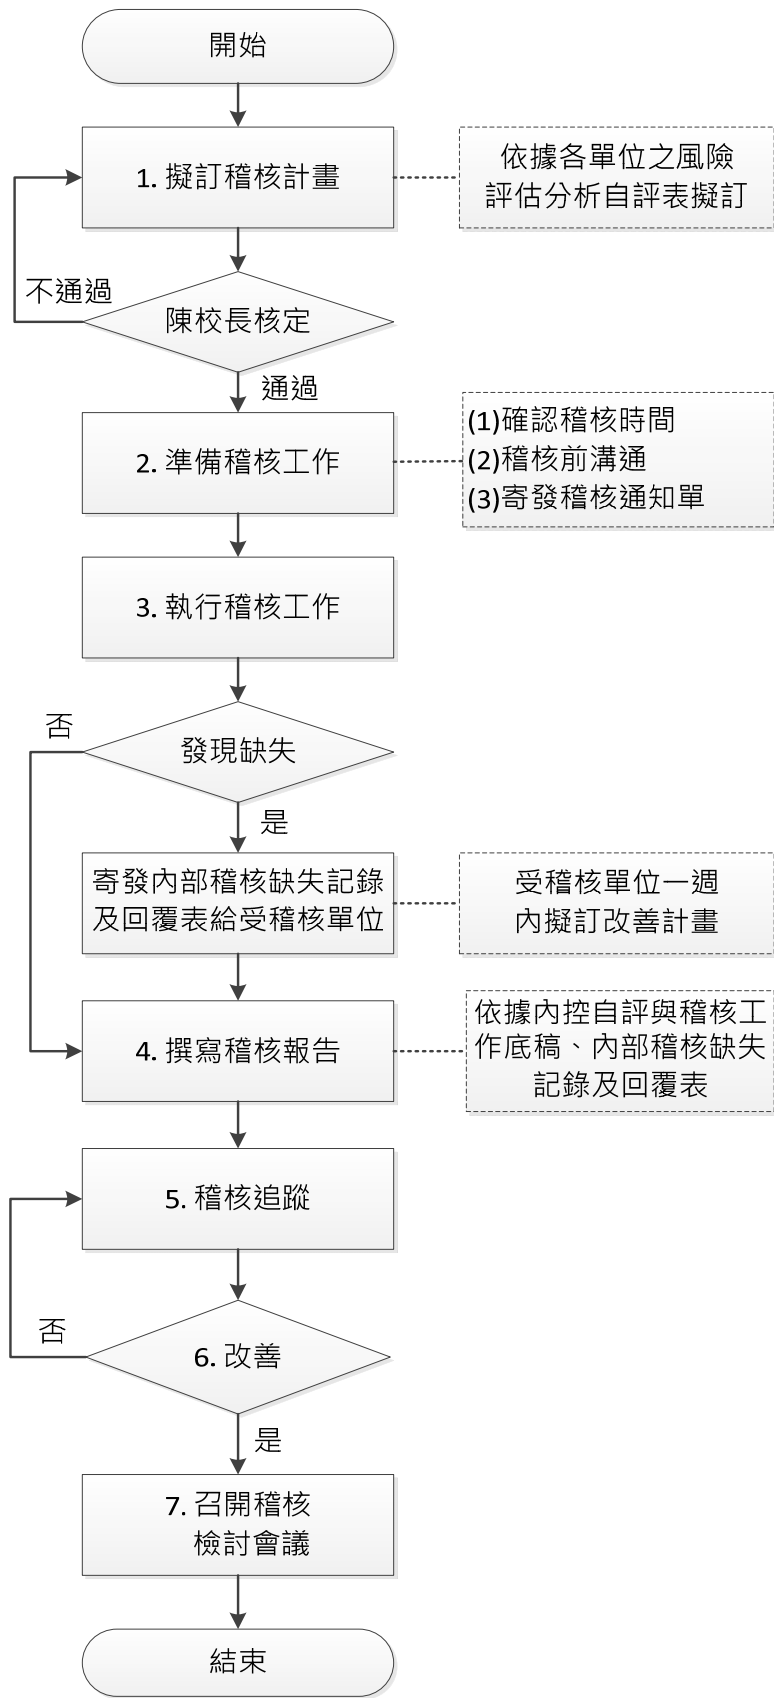 開始
1. 擬訂稽核計畫
依據各單位之風險
評估分析自評表擬訂
不通過
陳校長核定
通過
2. 準備稽核工作
(1)確認稽核時間
(2)稽核前溝通
(3)寄發稽核通知單
3. 執行稽核工作
否
發現缺失
是
寄發內部稽核缺失記錄
及回覆表給受稽核單位
受稽核單位一週
內擬訂改善計畫
4. 撰寫稽核報告
依據內控自評與稽核工
作底稿、內部稽核缺失
記錄及回覆表
5. 稽核追蹤
否
6. 改善
是
7. 召開稽核
檢討會議
結束